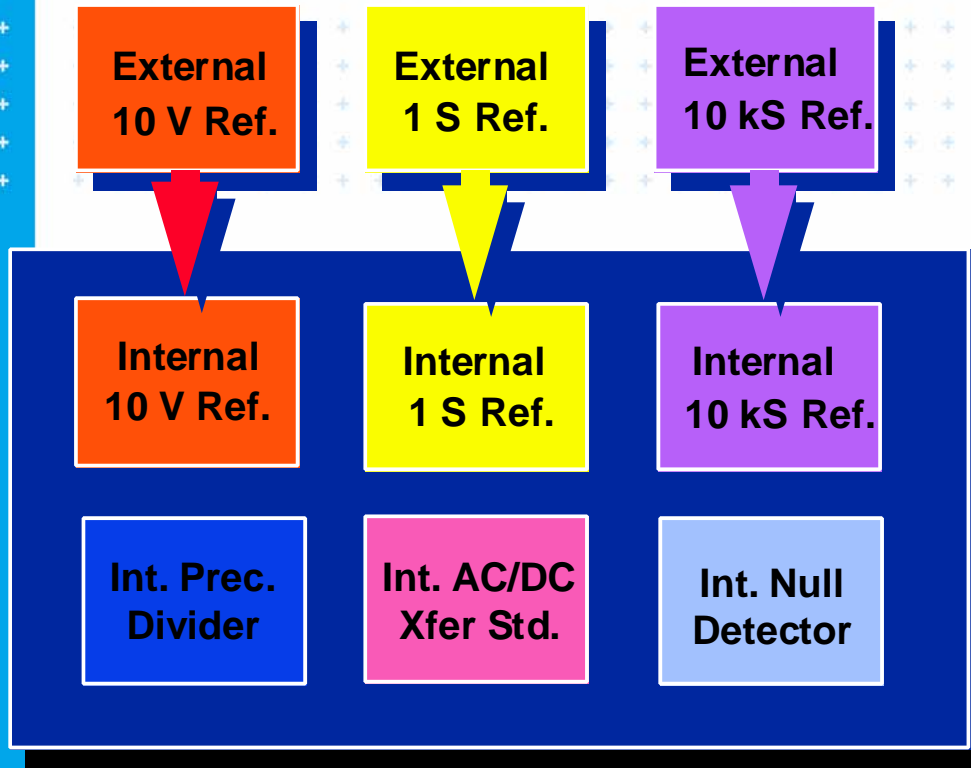 External
10 V Ref.
External
1 S Ref.
External
10 kS Ref.
Internal
10 V Ref.
Internal
1 S Ref.
Internal
10 kS Ref.
Int. Prec.
Divider
Int. AC/DC
Xfer Std.
Int. Null
Detector